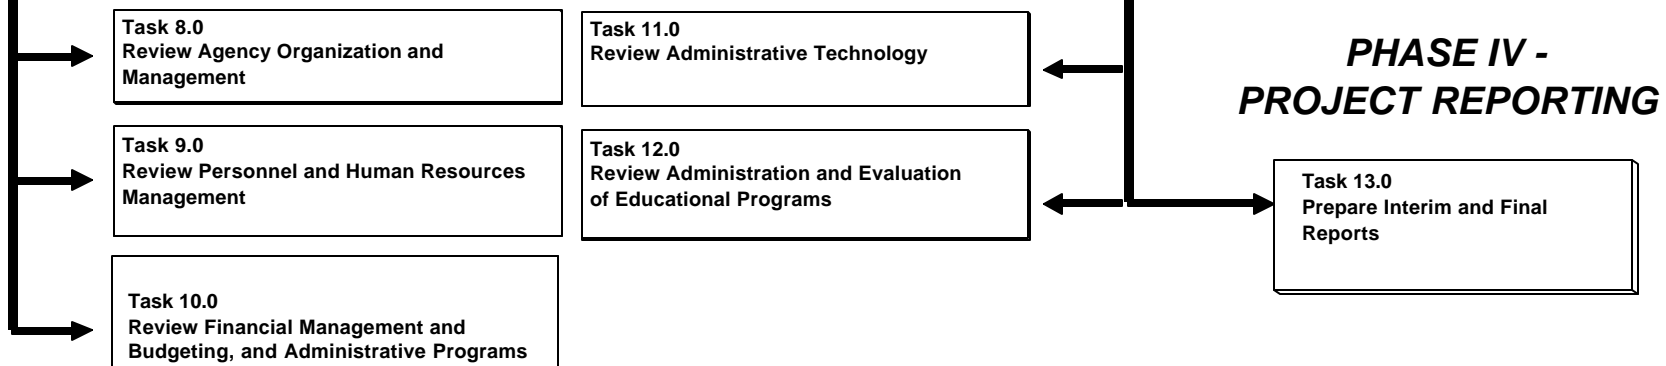 Task 8.0
Review Agency Organization and
Management
Task 9.0
Review Personnel and Human Resources
Management
Task 10.0
Review Financial Management and
Budgeting, and Administrative Programs
Task 11.0
Review Administrative Technology
Task 12.0
Review Administration and Evaluation
of Educational Programs
PHASE IV -
PROJECT REPORTING
Task 13.0
Prepare Interim and Final
Reports